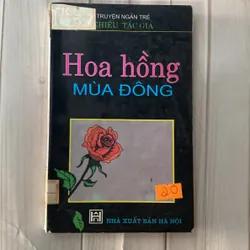 TRUYỆN NGẮN TRẺ
NHIỀU TÁC GIẢ
Hoa hồng
MÙA ĐÔNG
20
NHÀ XUẤT BẢN HÀ NỘI